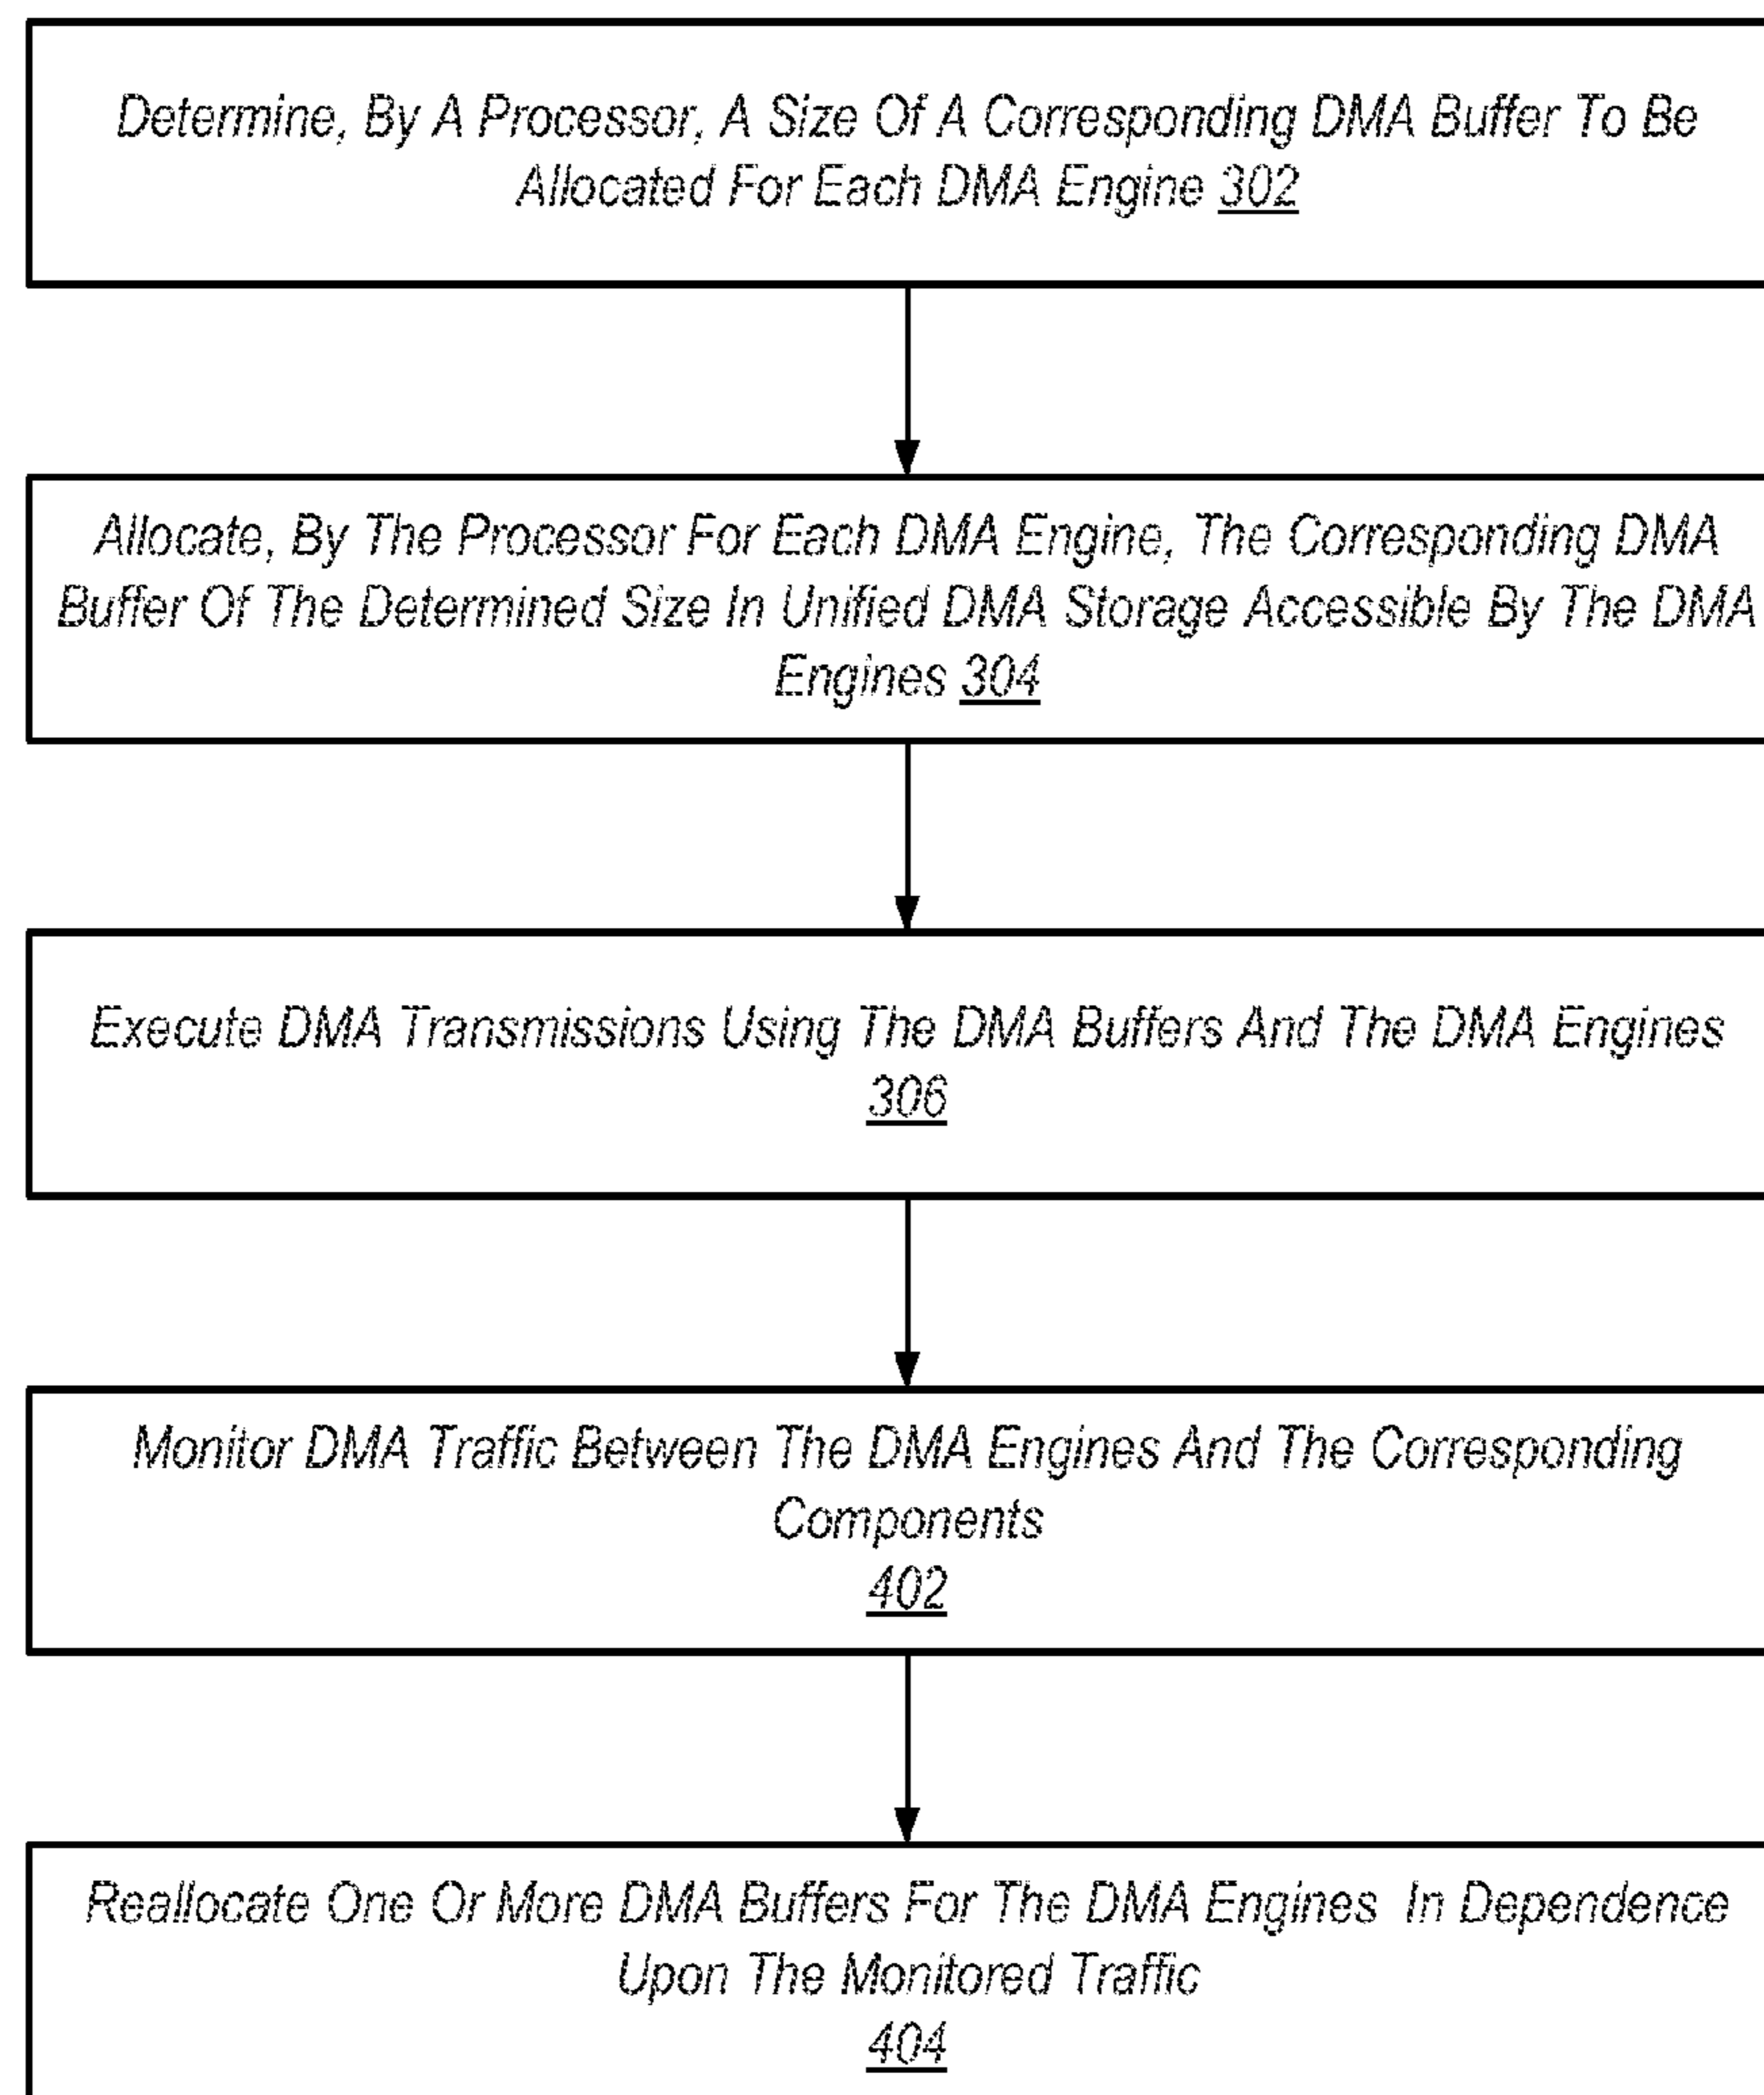 Determine, By A Processor, A Size Of A Corresponding DMA Buffer To Be
Allocated For Each DMA Engine 302
Allocate, By The Processor For Each DMA Engine, The Corresponding DMA
Buffer Of The Determined Size In Unified DMA Storage Accessible By The DMA
Engines 304
Execute DMA Transmissions Using The DMA Buffers And The DMA Engines
306
Monitor DMA Traffic Between The DMA Engines And The Corresponding
Components
402
Reallocate One Or More DMA Buffers For The DMA Engines In Dependence
Upon The Monitored Traffic
404